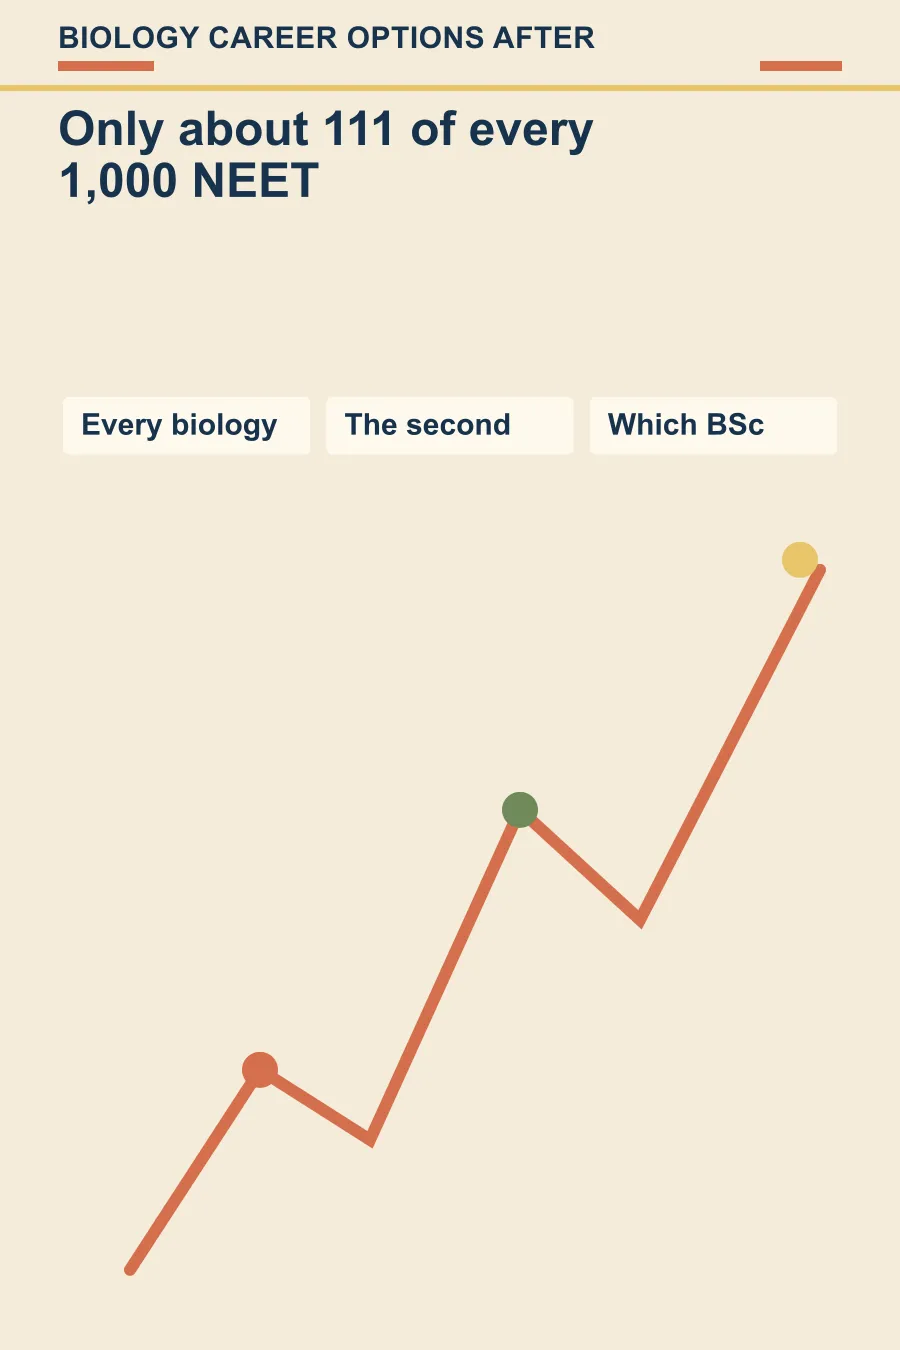 BIOLOGY CAREER OPTIONS AFTER
Only about 111 of every
1,000 NEET
Every biology
The second
Which BSc